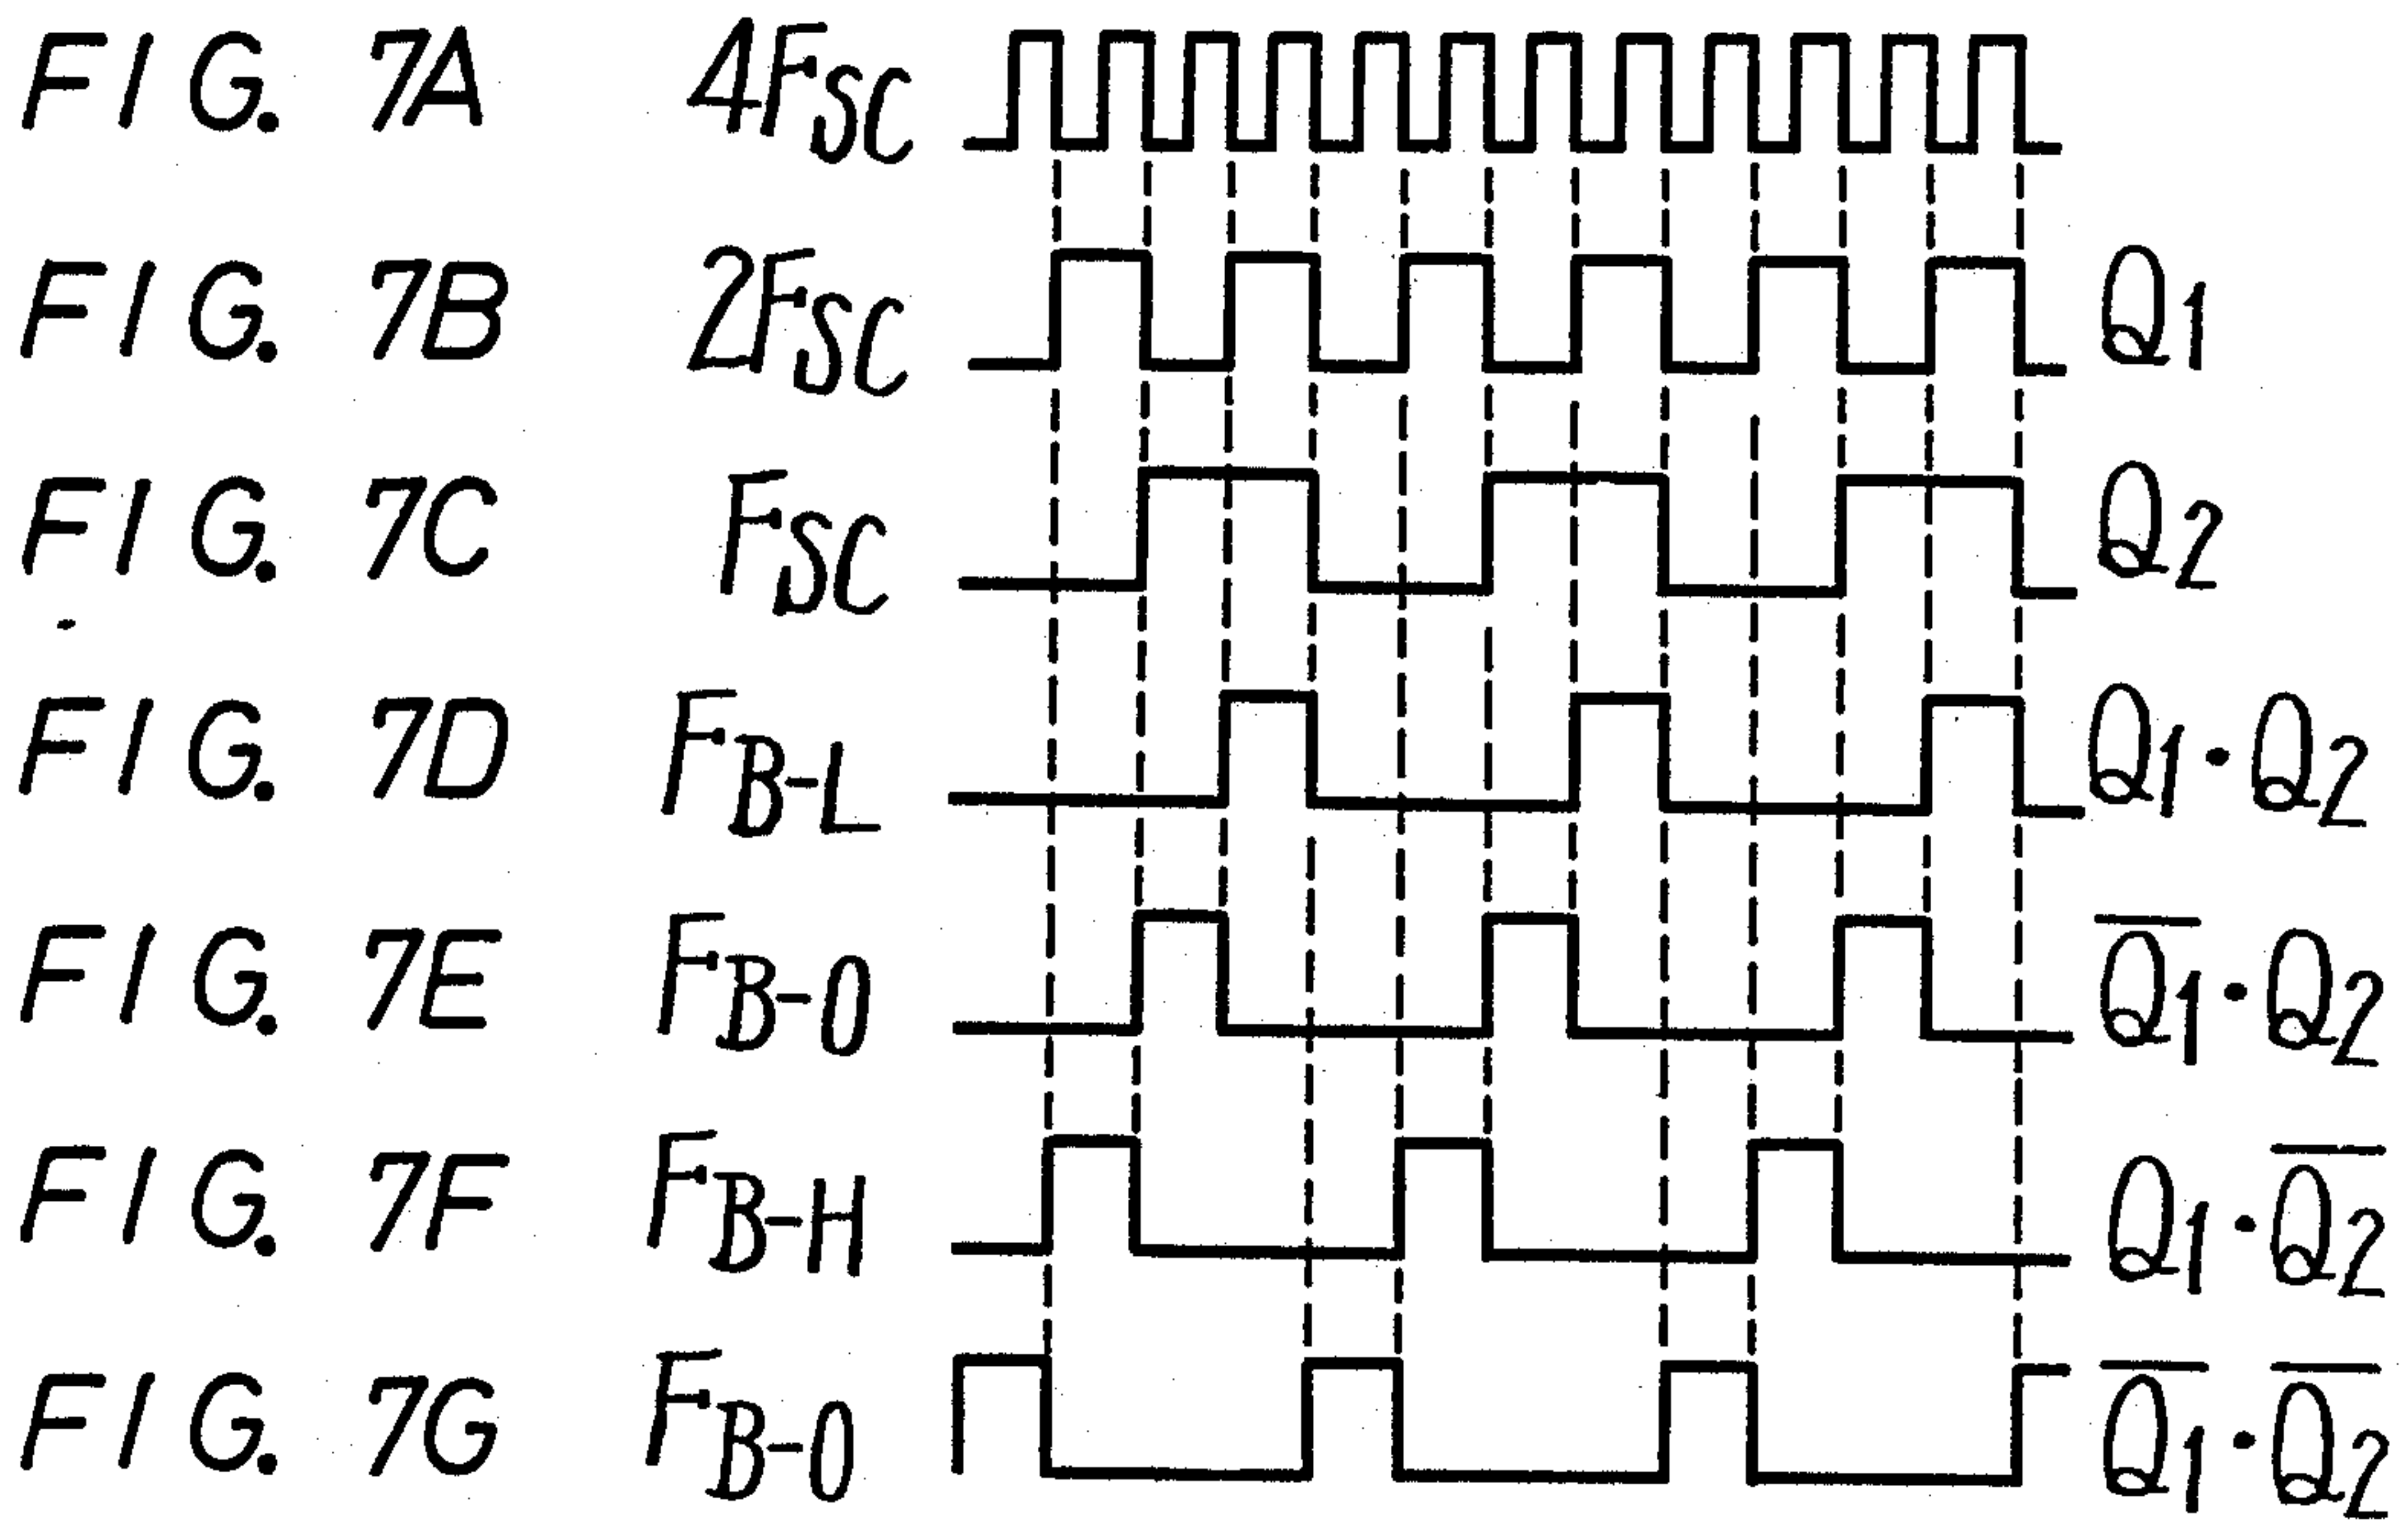 FIG. 7A 4FSC
FIG. 7B 2FSC Q1
FIG. 7C FSC Q2
FIG. 7D FB-L Q1·Q2
FIG. 7E FB-0 Q̅1·Q2
FIG. 7F FB-H Q1·Q̅2
FIG. 7G FB-0 Q̅1·Q̅2